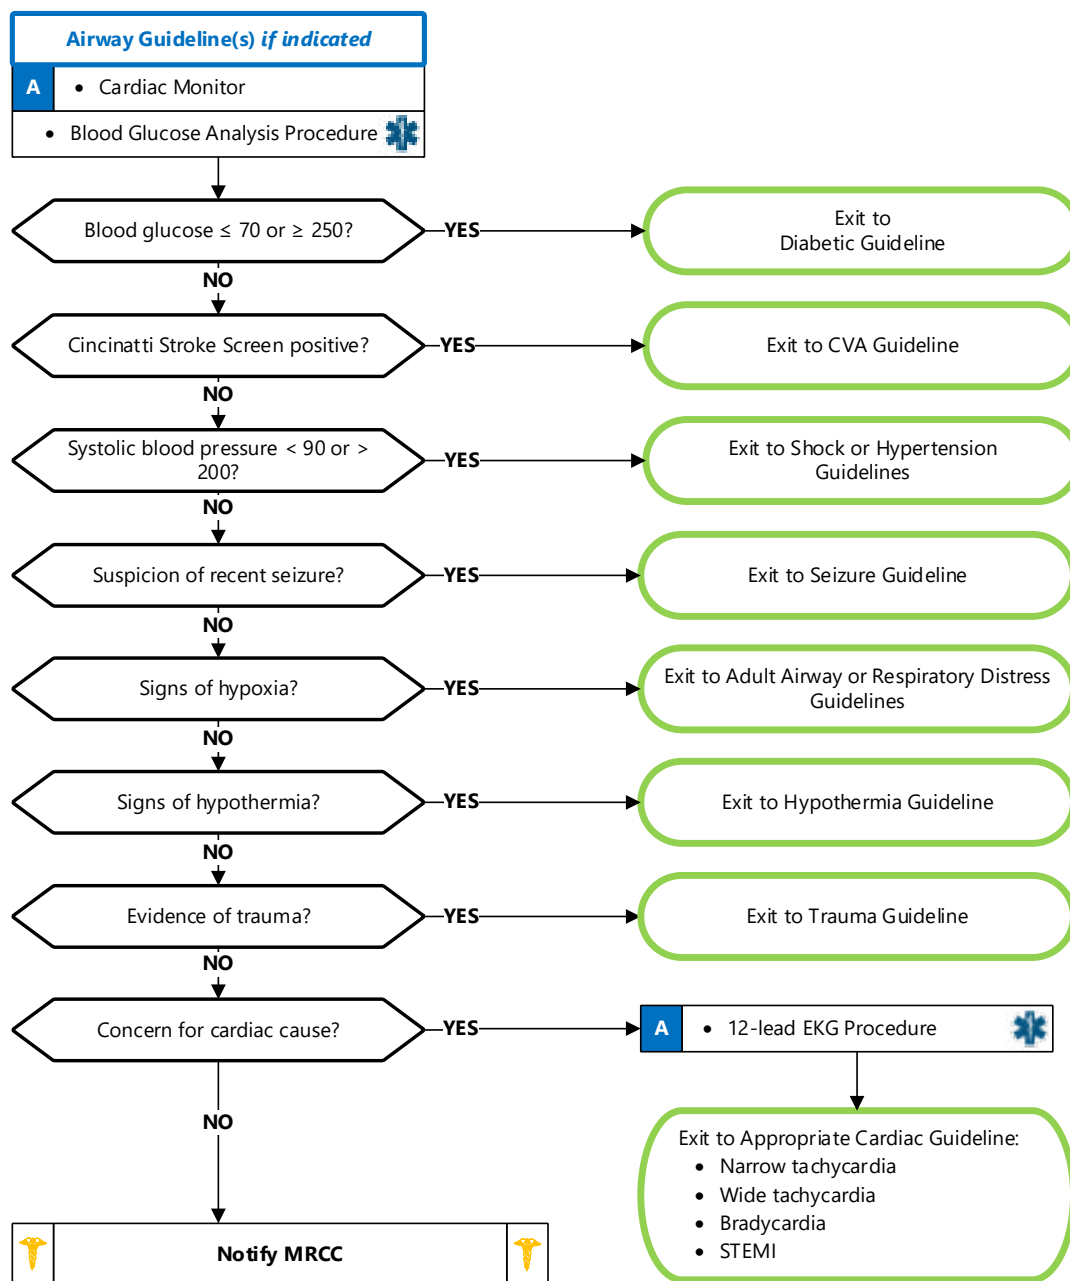 Airway Guideline(s) if indicated
A
• Cardiac Monitor
• Blood Glucose Analysis Procedure
Blood glucose ≤ 70 or ≥ 250?
YES
Exit to
Diabetic Guideline
NO
Cincinatti Stroke Screen positive?
YES
Exit to CVA Guideline
NO
Systolic blood pressure < 90 or >
200?
YES
Exit to Shock or Hypertension
Guidelines
NO
Suspicion of recent seizure?
YES
Exit to Seizure Guideline
NO
Signs of hypoxia?
YES
Exit to Adult Airway or Respiratory Distress
Guidelines
NO
Signs of hypothermia?
YES
Exit to Hypothermia Guideline
NO
Evidence of trauma?
YES
Exit to Trauma Guideline
NO
Concern for cardiac cause?
YES
A
• 12-lead EKG Procedure
NO
Exit to Appropriate Cardiac Guideline:
• Narrow tachycardia
• Wide tachycardia
• Bradycardia
• STEMI
Notify MRCC